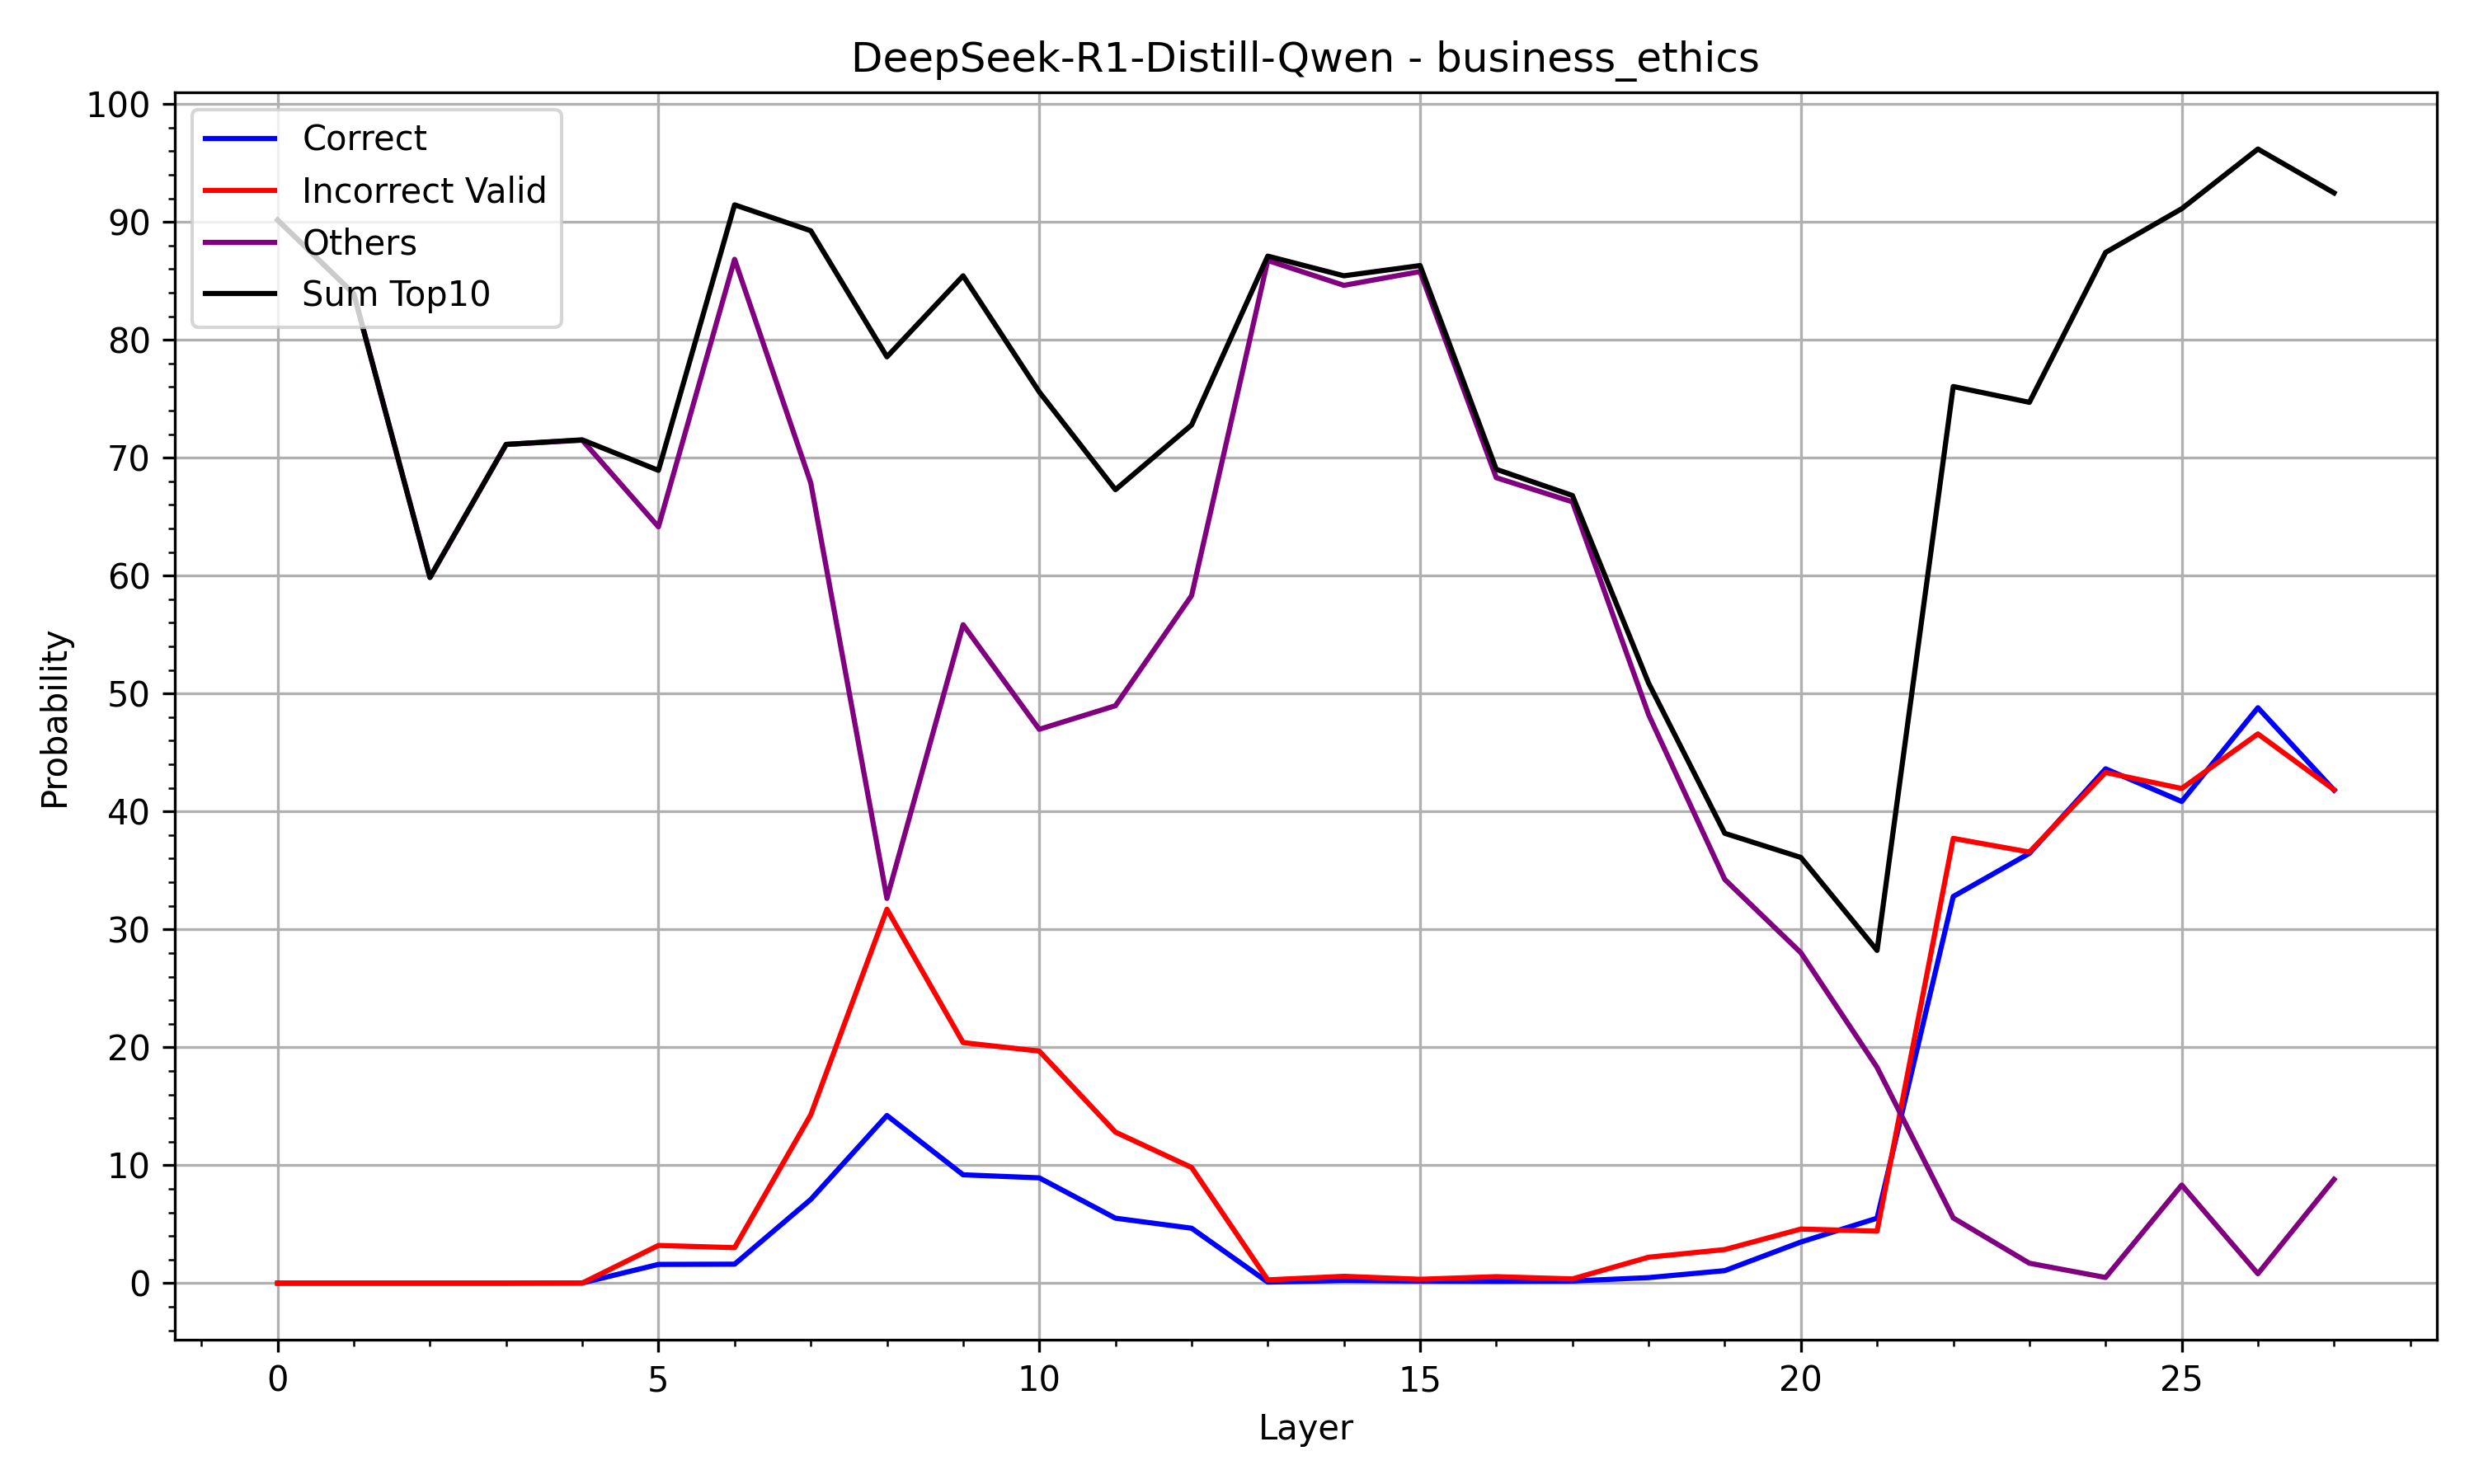 DeepSeek-R1-Distill-Qwen - business_ethics
Correct
Incorrect Valid
Others
Sum Top10
Probability
100
90
80
70
60
50
40
30
20
10
0
0 5 10 15 20 25
Layer